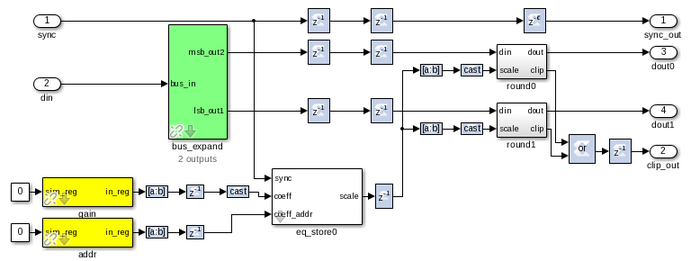 1
sync
z⁻¹
z⁻¹
z⁻ᶜ
1
sync_out
msb_out2
z⁻¹
z⁻¹
din
dout
scale
clip
round0
3
dout0
2
din
bus_in
[a:b]
cast
lsb_out1
bus_expand
2 outputs
z⁻¹
z⁻¹
din
dout
scale
clip
round1
4
dout1
[a:b]
cast
or
z⁻¹
2
clip_out
sync
coeff
coeff_addr
scale
eq_store0
z⁻¹
0
sim_reg
in_reg
gain
[a:b]
z⁻¹
cast
0
sim_reg
in_reg
addr
[a:b]
z⁻¹